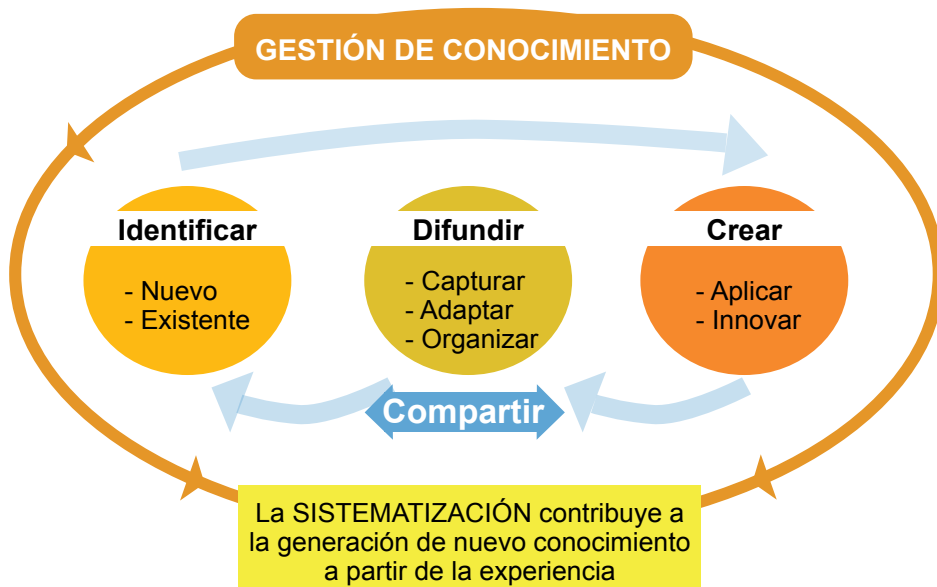 GESTIÓN DE CONOCIMIENTO
Identificar
- Nuevo
- Existente
Difundir
- Capturar
- Adaptar
- Organizar
Crear
- Aplicar
- Innovar
Compartir
La SISTEMATIZACIÓN contribuye a
la generación de nuevo conocimiento
a partir de la experiencia